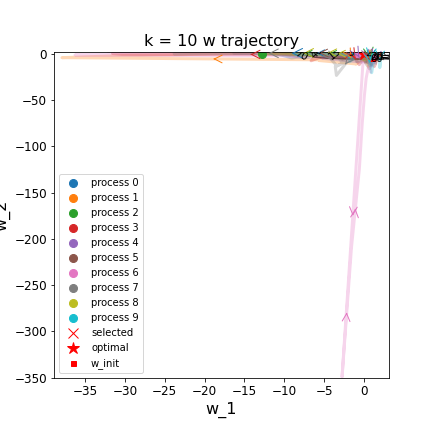 k = 10 w trajectory
0
−50
−100
−150
−200
−250
−300
−350
w_2
process 0
process 1
process 2
process 3
process 4
process 5
process 6
process 7
process 8
process 9
selected
optimal
w_init
−35 −30 −25 −20 −15 −10 −5 0
w_1